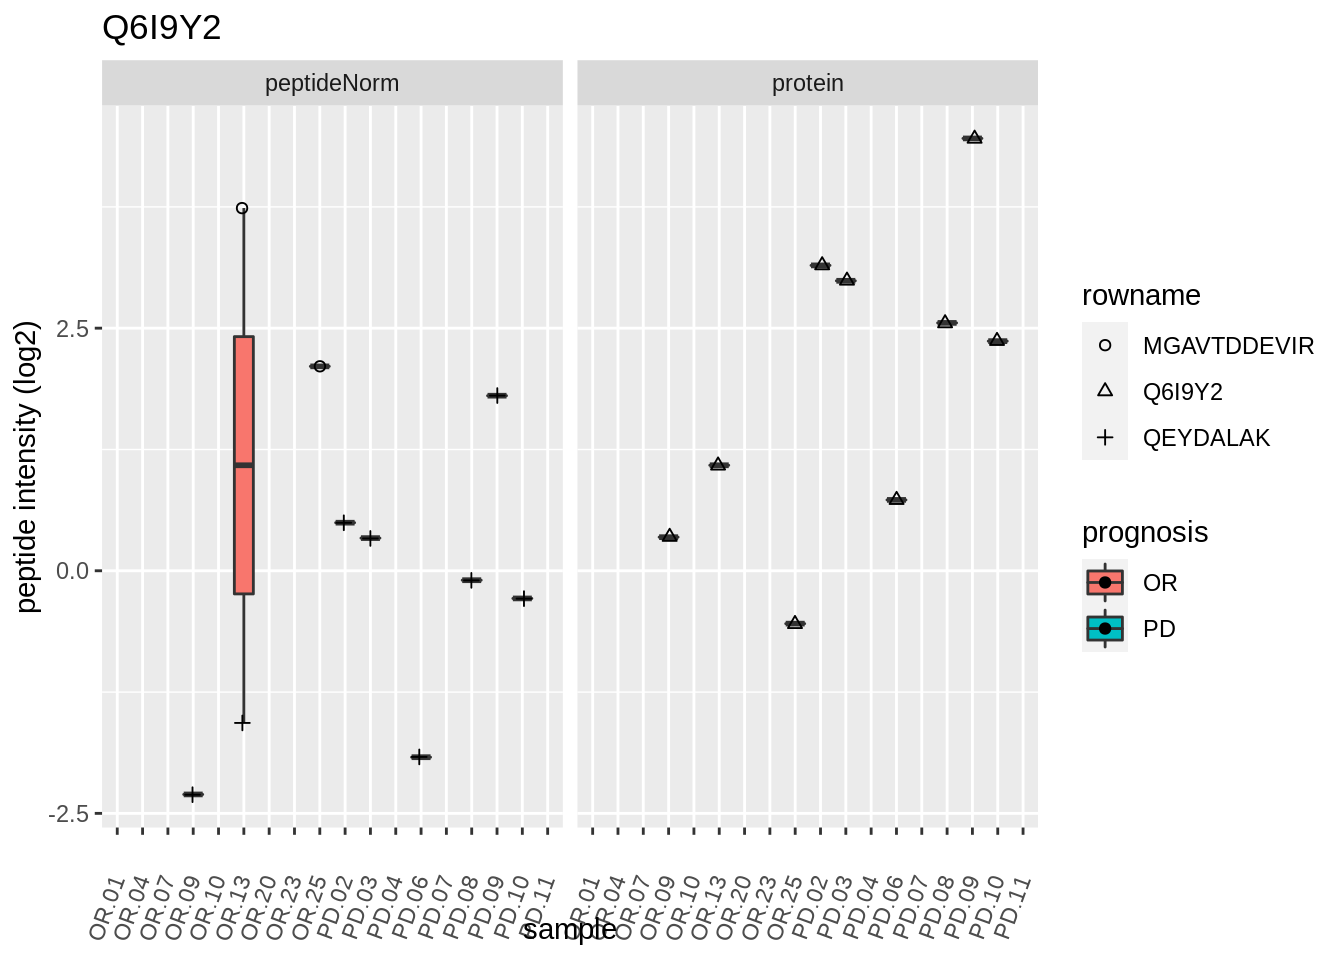 Q6I9Y2
peptideNorm
protein
peptide intensity (log2)
2.5
0.0
-2.5
OR.01
OR.04
OR.07
OR.09
OR.10
OR.13
OR.20
OR.23
OR.25
PD.02
PD.03
PD.04
PD.06
PD.07
PD.08
PD.09
PD.10
PD.11
OR.01
OR.04
OR.07
OR.09
OR.10
OR.13
OR.20
OR.23
OR.25
PD.02
PD.03
PD.04
PD.06
PD.07
PD.08
PD.09
PD.10
PD.11
sample
rowname
MGAVTDDEVIR
Q6I9Y2
QEYDALAK
prognosis
OR
PD